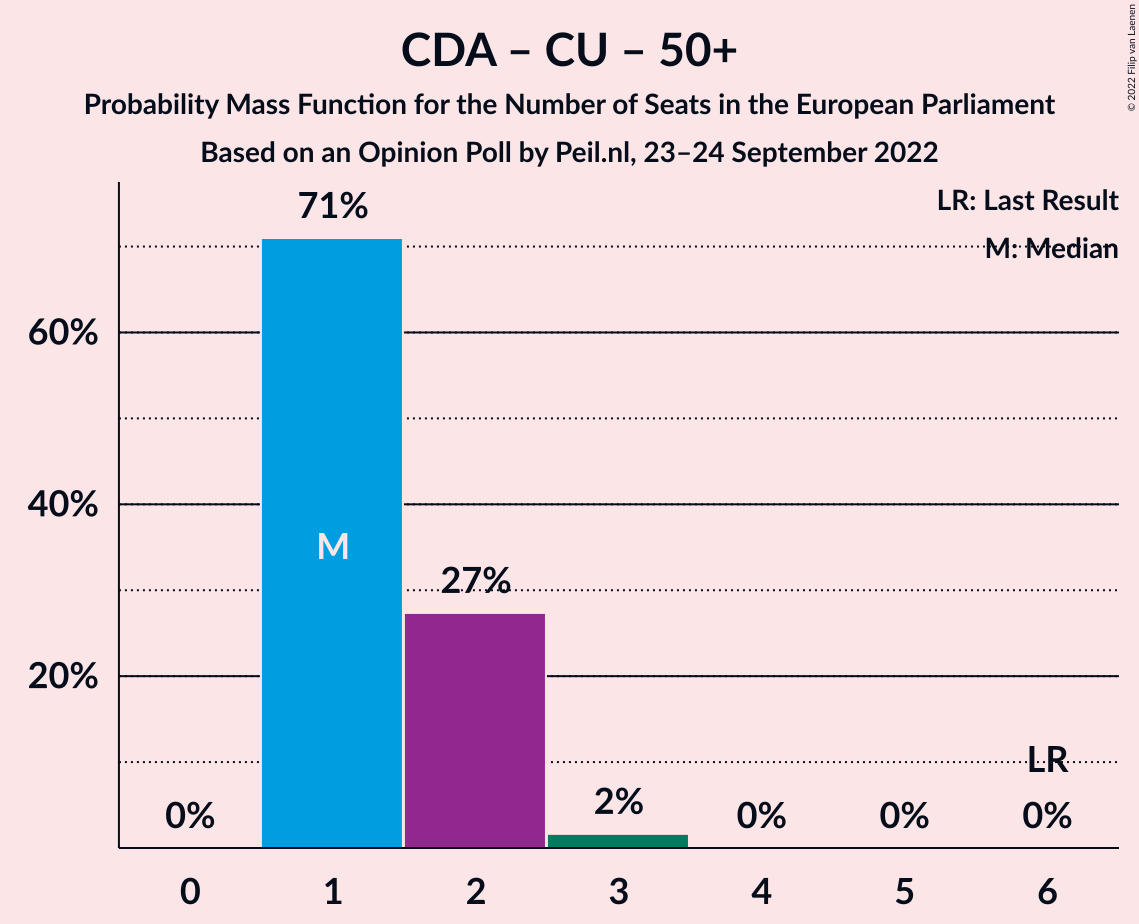 CDA – CU – 50+
Probability Mass Function for the Number of Seats in the European Parliament
Based on an Opinion Poll by Peil.nl, 23–24 September 2022
© 2022 Filip van Laenen
LR: Last Result
M: Median
71%
60%
40%
20%
M
27%
LR
0%
2%
0%
0%
0%
0
1
2
3
4
5
6